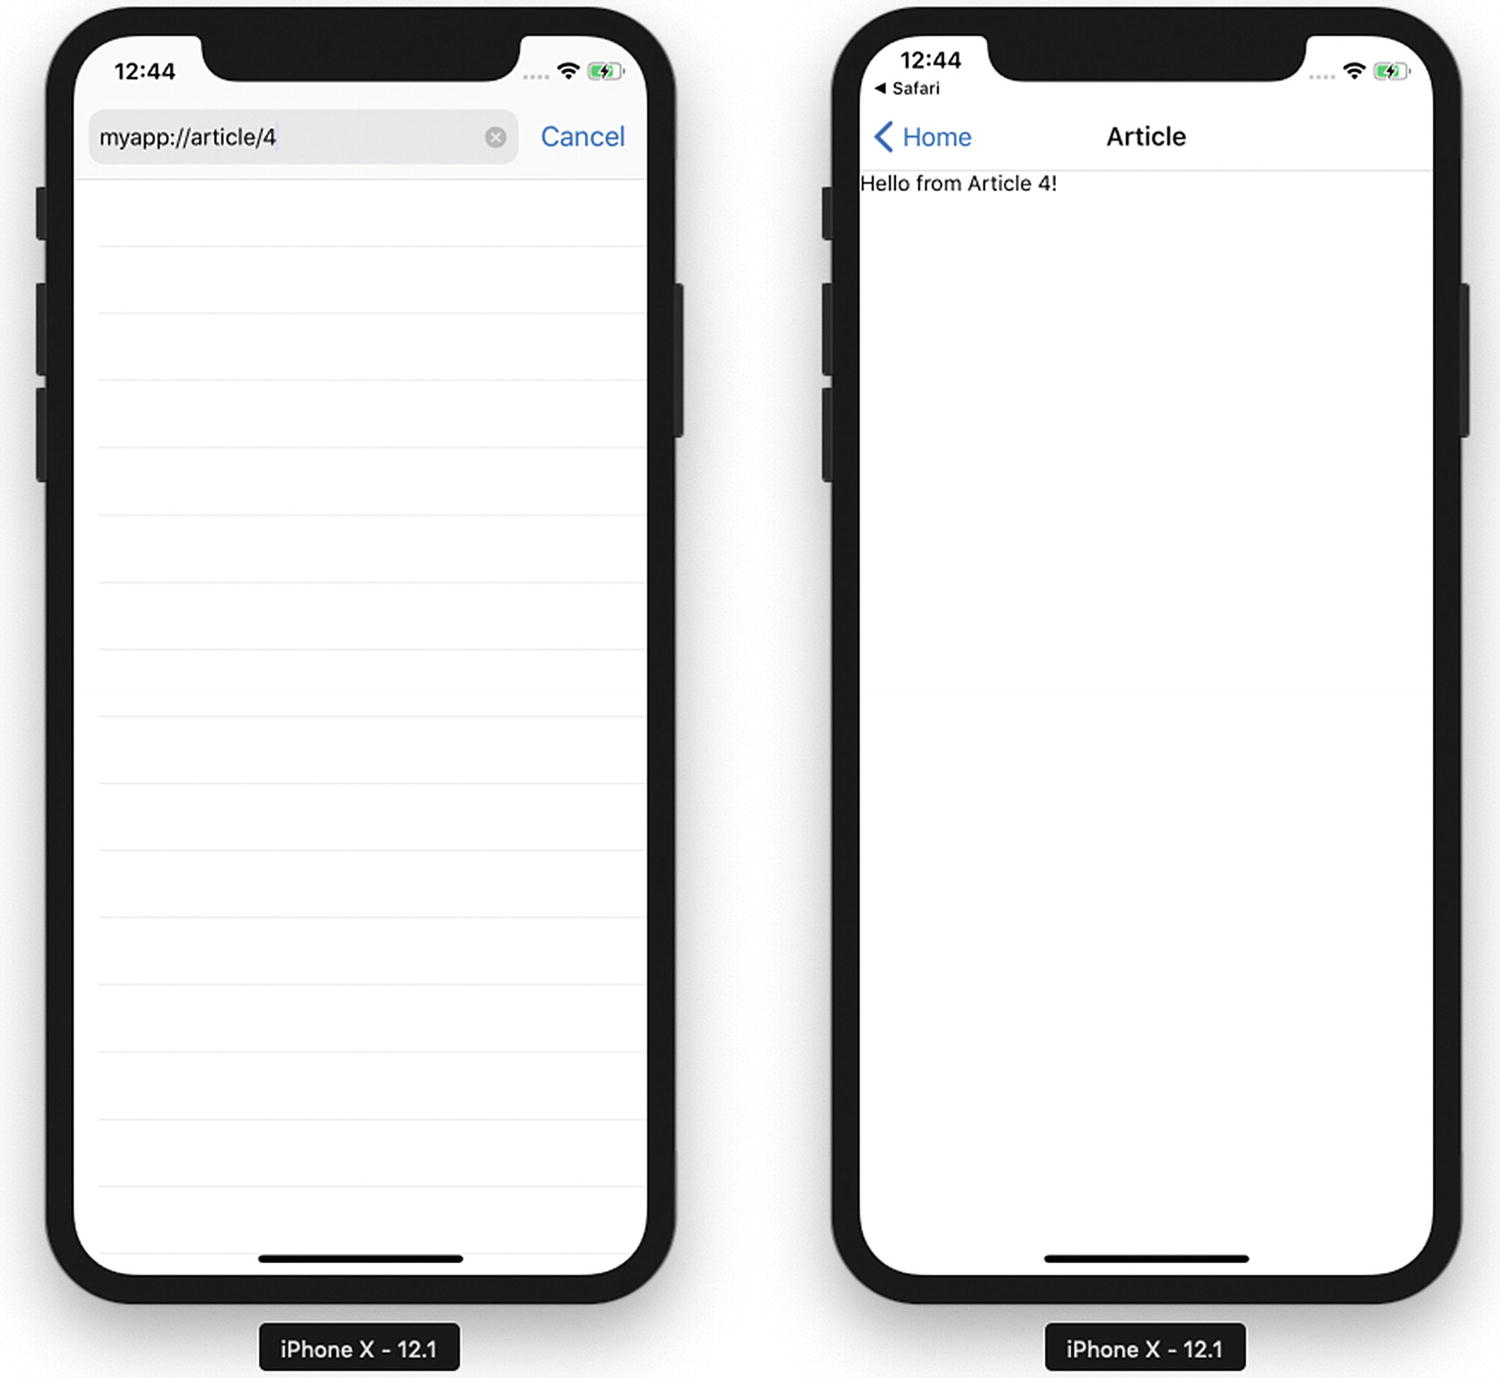 12:44
myapp://article/4
Cancel
iPhone X - 12.1
12:44
◀ Safari
Home
Article
Hello from Article 4!
iPhone X - 12.1